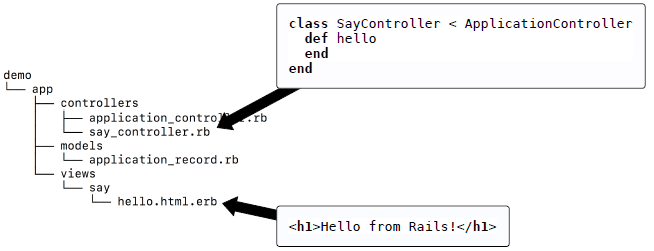 class SayController < ApplicationController
  def hello
  end
end
demo
└── app
    ├── controllers
    │   ├── application_controller.rb
    │   └── say_controller.rb
    ├── models
    │   └── application_record.rb
    └── views
        └── say
            └── hello.html.erb
<h1>Hello from Rails!</h1>